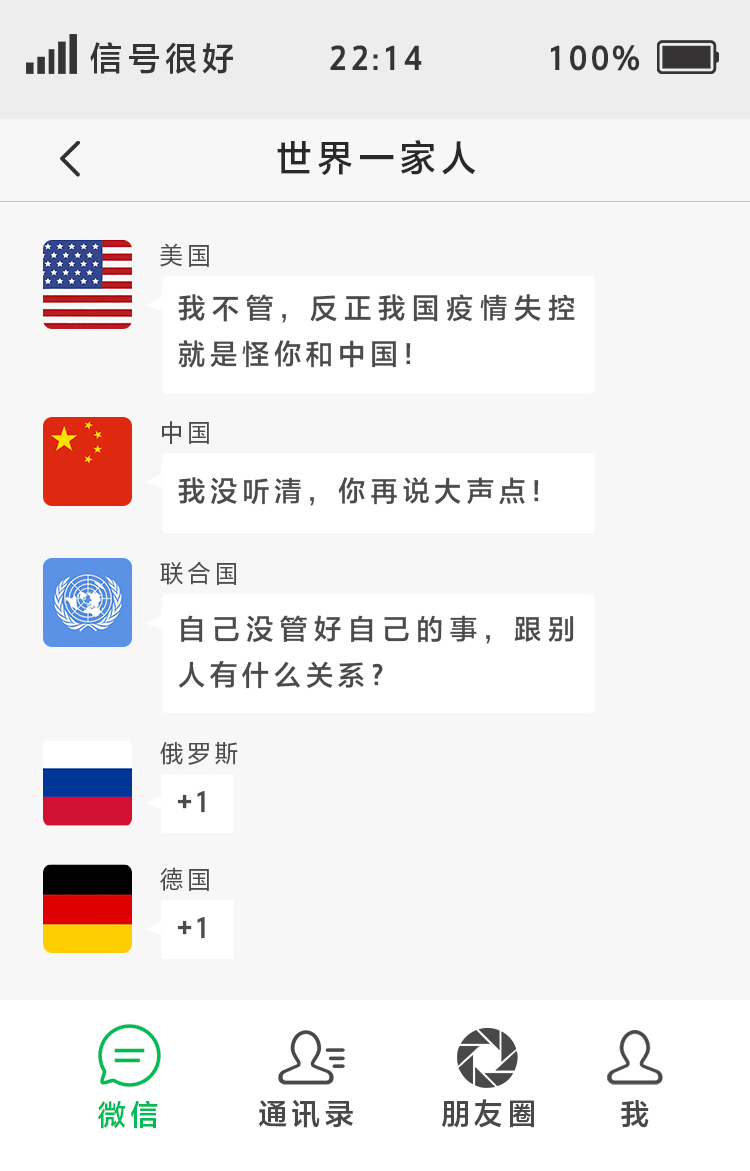 信号很好 22:14 100%
世界一家人
美国
我不管，反正我国疫情失控
就是怪你和中国！
中国
我没听清，你再说大声点！
联合国
自己没管好自己的事，跟别
人有什么关系？
俄罗斯
+1
德国
+1
微信 通讯录 朋友圈 我